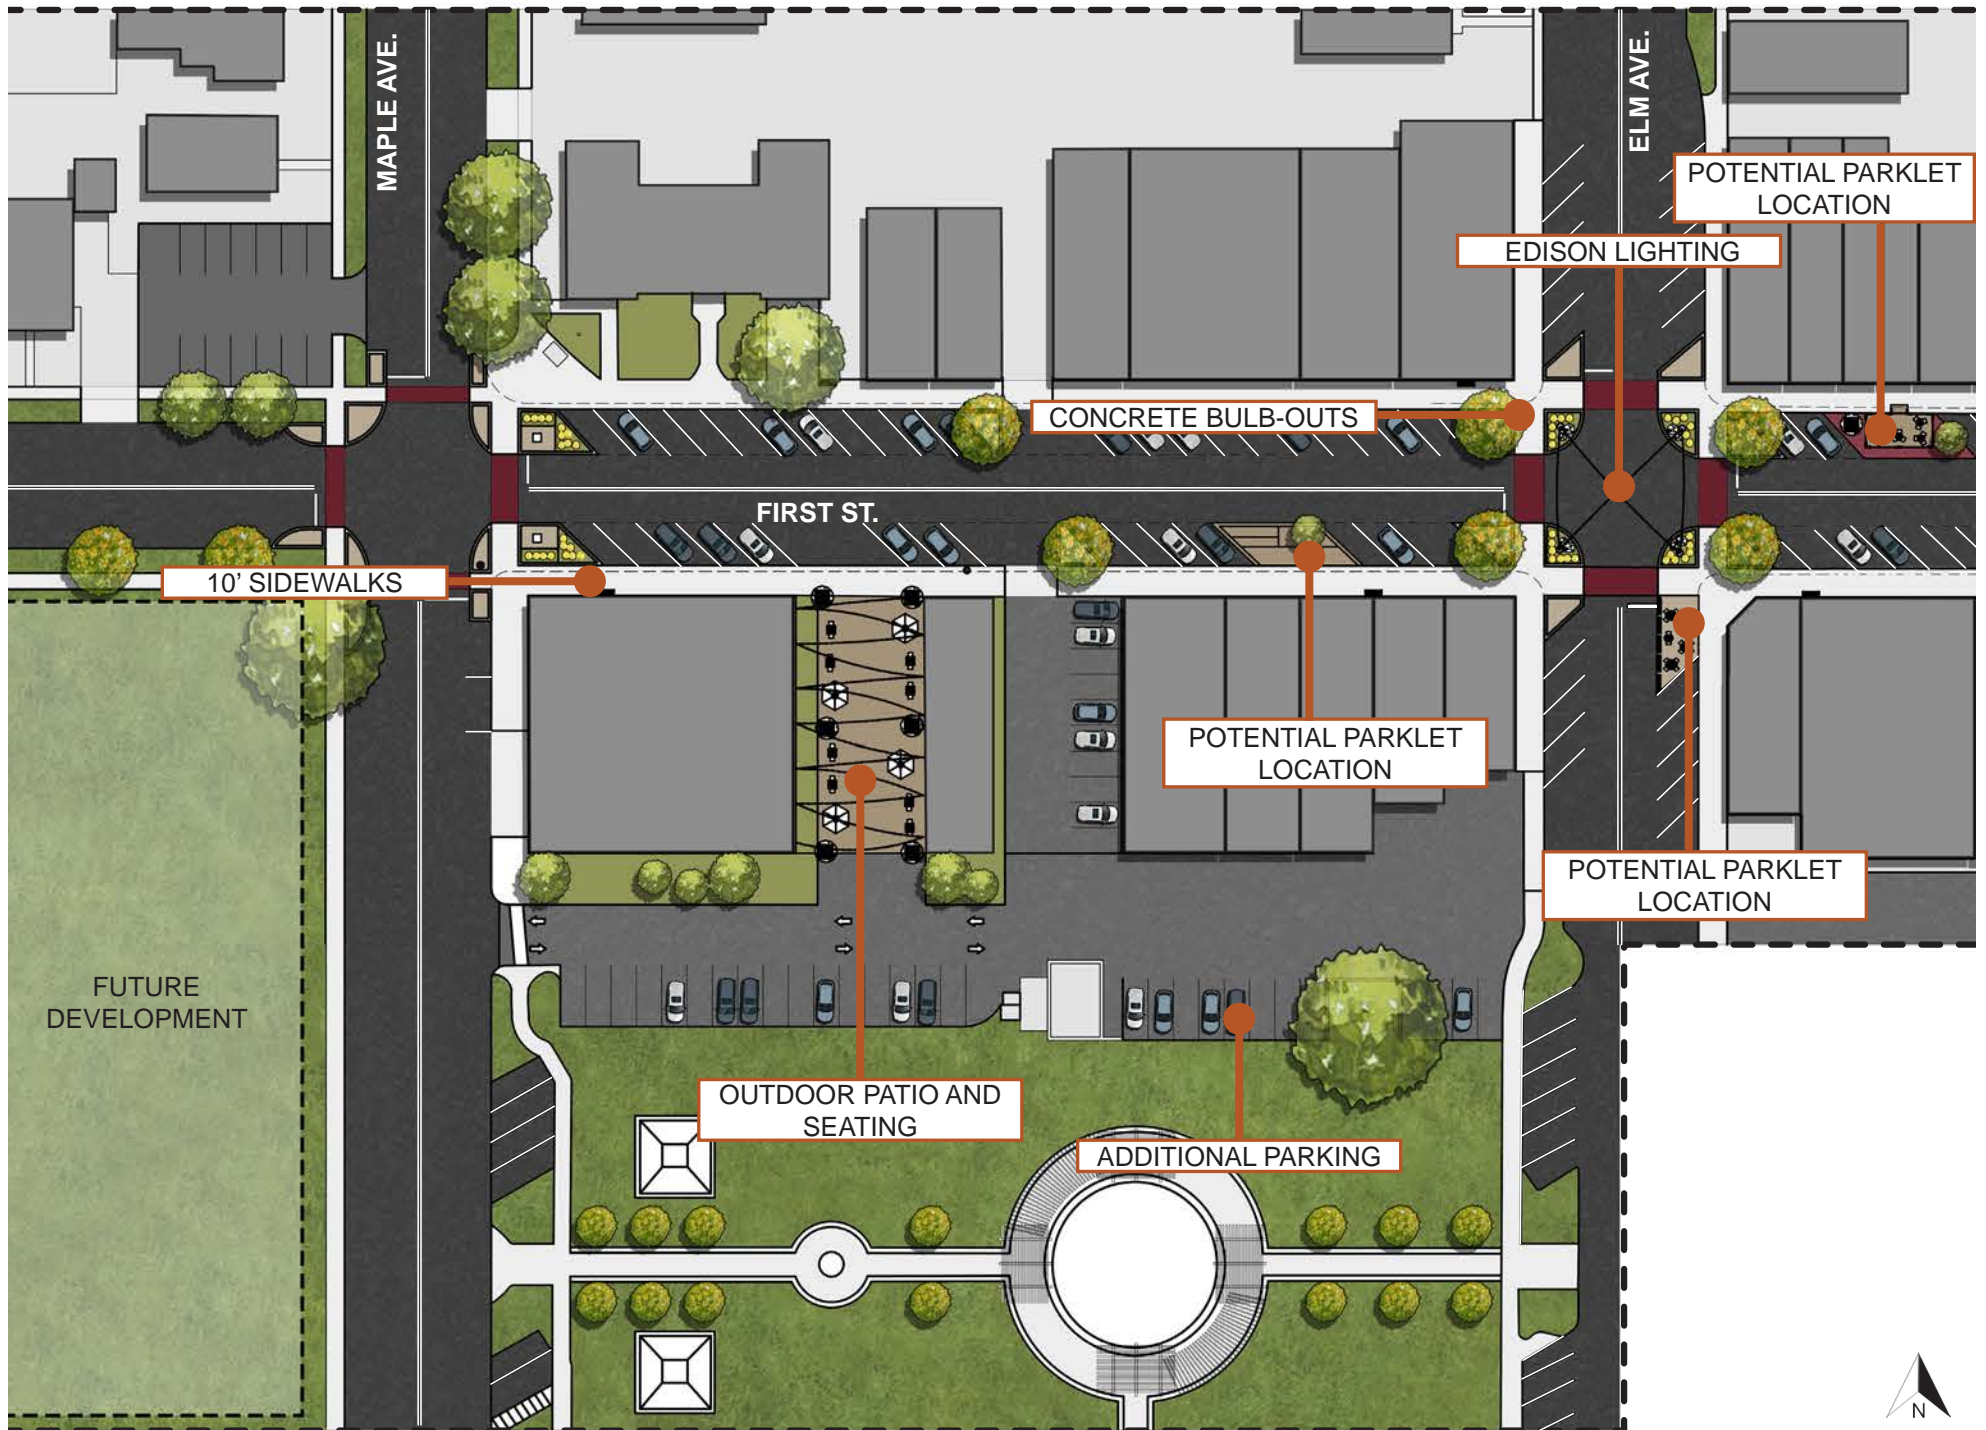 MAPLE AVE.
ELM AVE.
POTENTIAL PARKLET
LOCATION
EDISON LIGHTING
CONCRETE BULB-OUTS
FIRST ST.
10’ SIDEWALKS
POTENTIAL PARKLET
LOCATION
POTENTIAL PARKLET
LOCATION
FUTURE
DEVELOPMENT
OUTDOOR PATIO AND
SEATING
ADDITIONAL PARKING
N